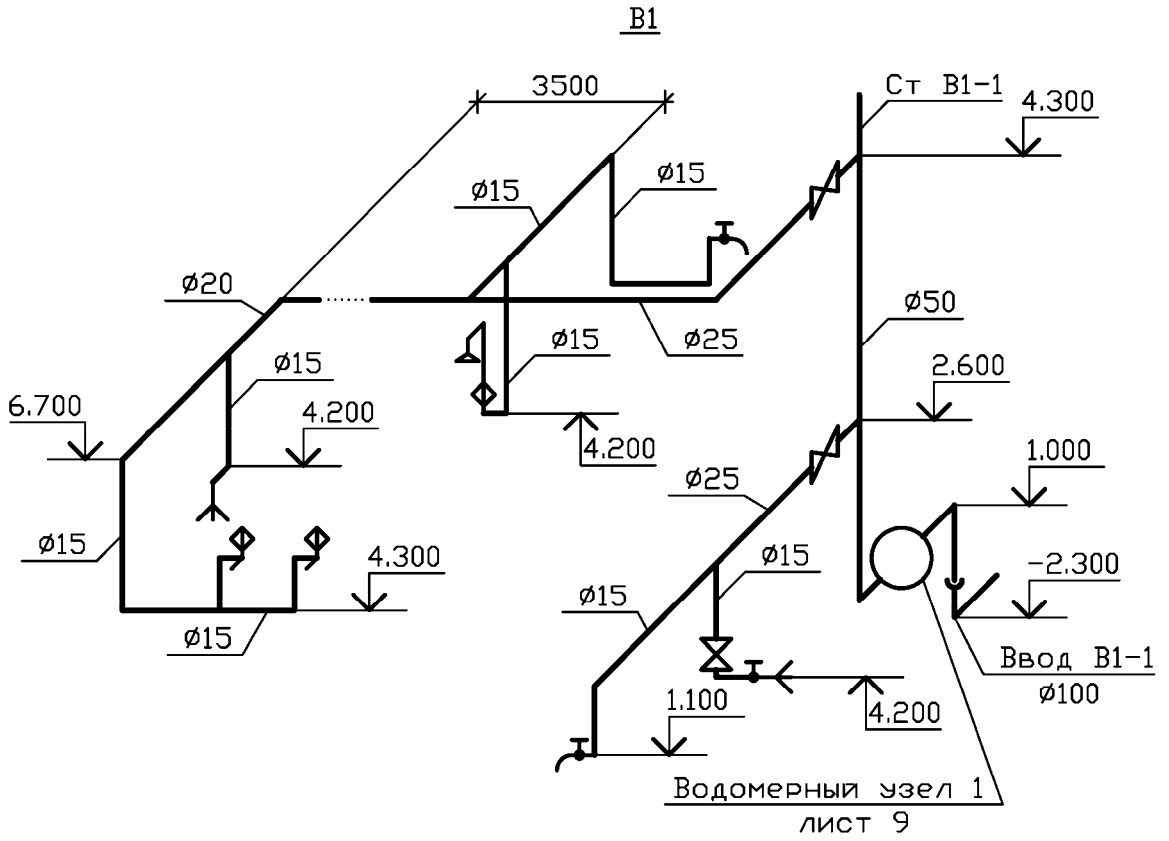 В1
3500
Ст В1-1
4.300
ø15
ø15
ø20
ø50
ø25
ø15
ø15
2.600
6.700
4.200
4.200
1.000
ø25
ø15
ø15
4.300
-2.300
ø15
ø15
Ввод В1-1
ø100
1.100
4.200
Водомерный узел 1
лист 9